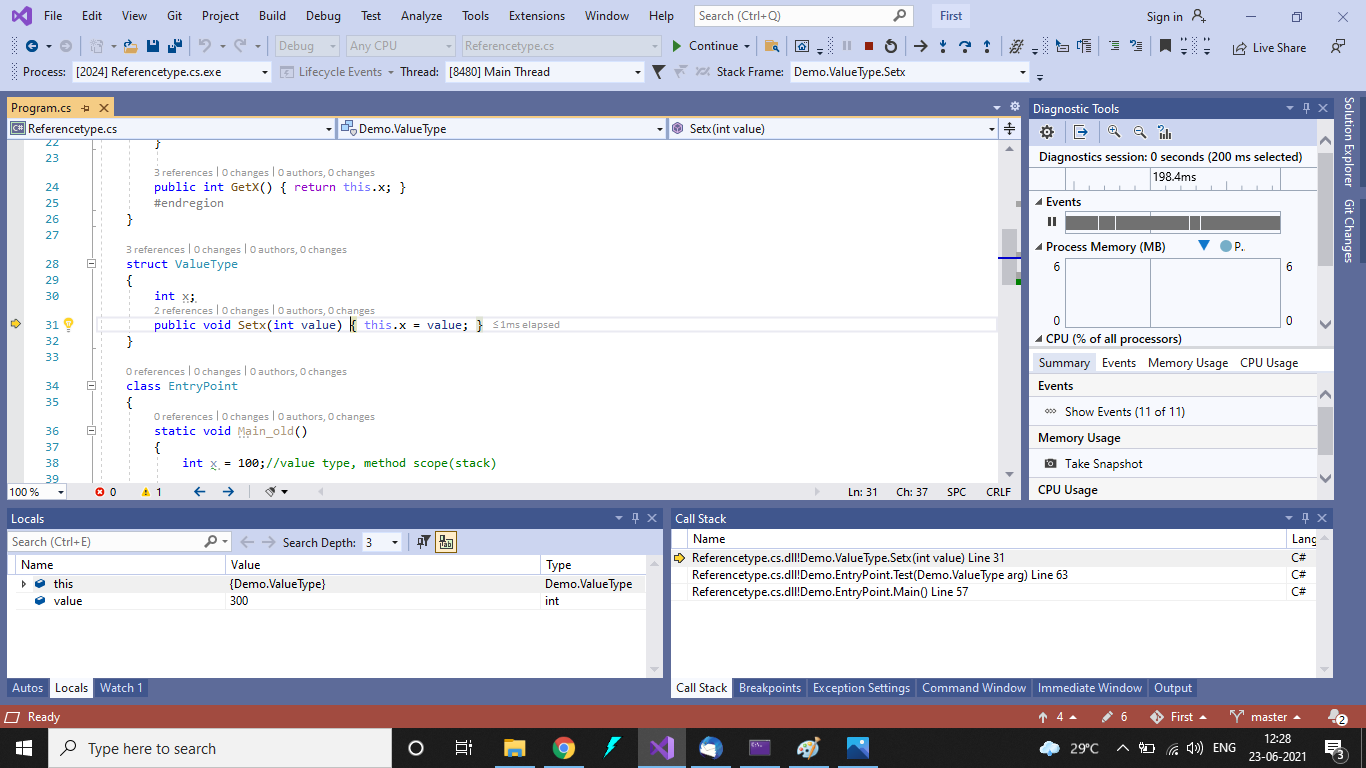 File Edit View Git Project Build Debug Test Analyze Tools Extensions Window Help Search (Ctrl+Q) First Sign in
Debug Any CPU Referencetype.cs Continue Live Share
Process: [2024] Referencetype.cs.exe Lifecycle Events Thread: [8480] Main Thread Stack Frame: Demo.ValueType.Setx
Program.cs
Referencetype.cs Demo.ValueType Setx(int value)
22 }
23
3 references | 0 changes | 0 authors, 0 changes
24 public int GetX() { return this.x; }
25 #endregion
26 }
27
3 references | 0 changes | 0 authors, 0 changes
28 struct ValueType
29 {
30 int x;
2 references | 0 changes | 0 authors, 0 changes
31 public void Setx(int value) { this.x = value; } ≤1ms elapsed
32 }
33
0 references | 0 changes | 0 authors, 0 changes
34 class EntryPoint
35 {
0 references | 0 changes | 0 authors, 0 changes
36 static void Main_old()
37 {
38 int x = 100;//value type, method scope(stack)
39
100 % 0 1 Ln: 31 Ch: 37 SPC CRLF
Diagnostic Tools
Diagnostics session: 0 seconds (200 ms selected)
198.4ms
Events
Process Memory (MB) P..
6 6
0 0
CPU (% of all processors)
Summary Events Memory Usage CPU Usage
Events
Show Events (11 of 11)
Memory Usage
Take Snapshot
CPU Usage
Solution Explorer
Git Changes
Locals
Search (Ctrl+E) Search Depth: 3
Name Value Type
this {Demo.ValueType} Demo.ValueType
value 300 int
Autos Locals Watch 1
Call Stack
Name Lang
Referencetype.cs.dll!Demo.ValueType.Setx(int value) Line 31 C#
Referencetype.cs.dll!Demo.EntryPoint.Test(Demo.ValueType arg) Line 63 C#
Referencetype.cs.dll!Demo.EntryPoint.Main() Line 57 C#
Call Stack Breakpoints Exception Settings Command Window Immediate Window Output
Ready 4 6 First master 2
Type here to search 29°C ENG 12:28
23-06-2021 3